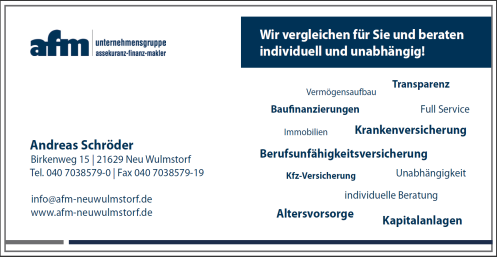 afm
unternehmensgruppe
assekuranz-finanz-makler
Wir vergleichen für Sie und beraten
individuell und unabhängig!
Transparenz
Vermögensaufbau
Baufinanzierungen
Full Service
Immobilien
Krankenversicherung
Berufsunfähigkeitsversicherung
Kfz-Versicherung
Unabhängigkeit
individuelle Beratung
Altersvorsorge
Kapitalanlagen
Andreas Schröder
Birkenweg 15 | 21629 Neu Wulmstorf
Tel. 040 7038579-0 | Fax 040 7038579-19
info@afm-neuwulmstorf.de
www.afm-neuwulmstorf.de